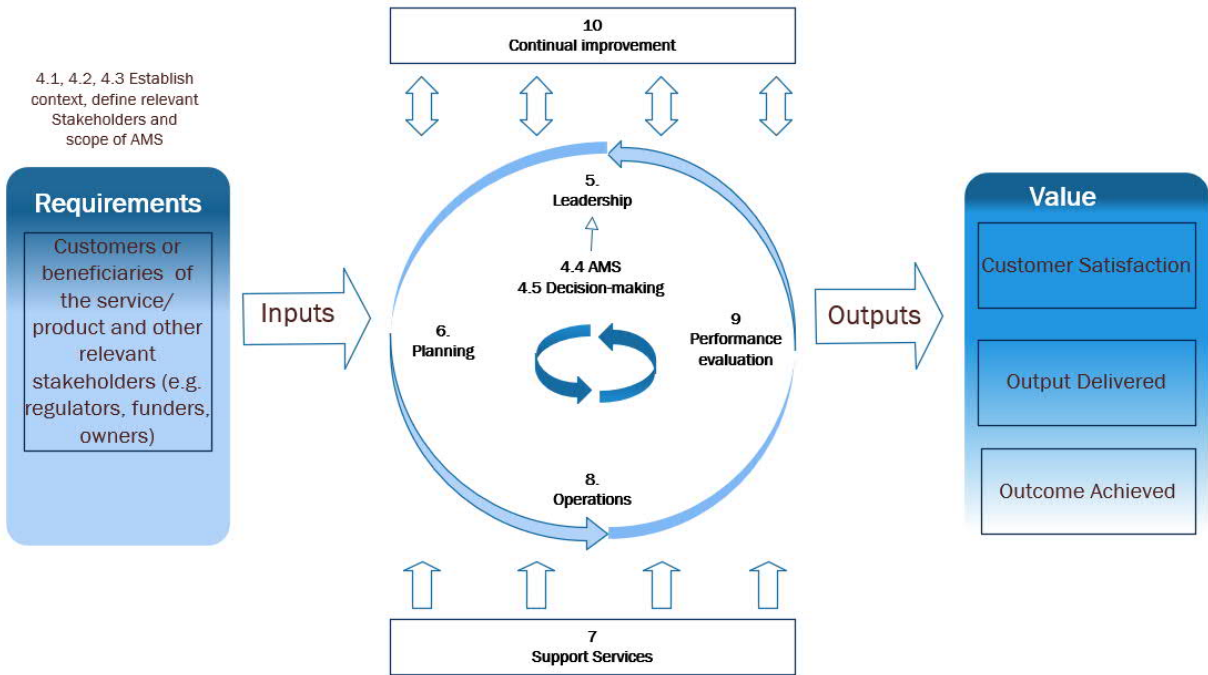 10
Continual improvement
4.1, 4.2, 4.3 Establish
context, define relevant
Stakeholders and
scope of AMS
Requirements
Customers or
beneficiaries of
the service/
product and other
relevant
stakeholders (e.g.
regulators, funders,
owners)
Inputs
5.
Leadership
4.4 AMS
4.5 Decision-making
6.
Planning
9
Performance
evaluation
8.
Operations
7
Support Services
Outputs
Value
Customer Satisfaction
Output Delivered
Outcome Achieved